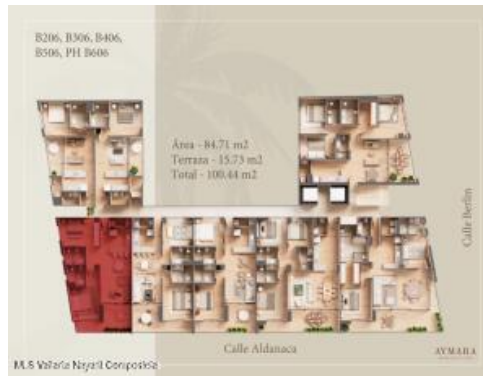 B206, B306, B406,
B506, PH B606
Área - 84.71 m2
Terraza - 15.73 m2
Total - 100.44 m2
Calle Berlín
Calle Aldanaca
AYMARA
MLS Vallarta Nayarit Compostela